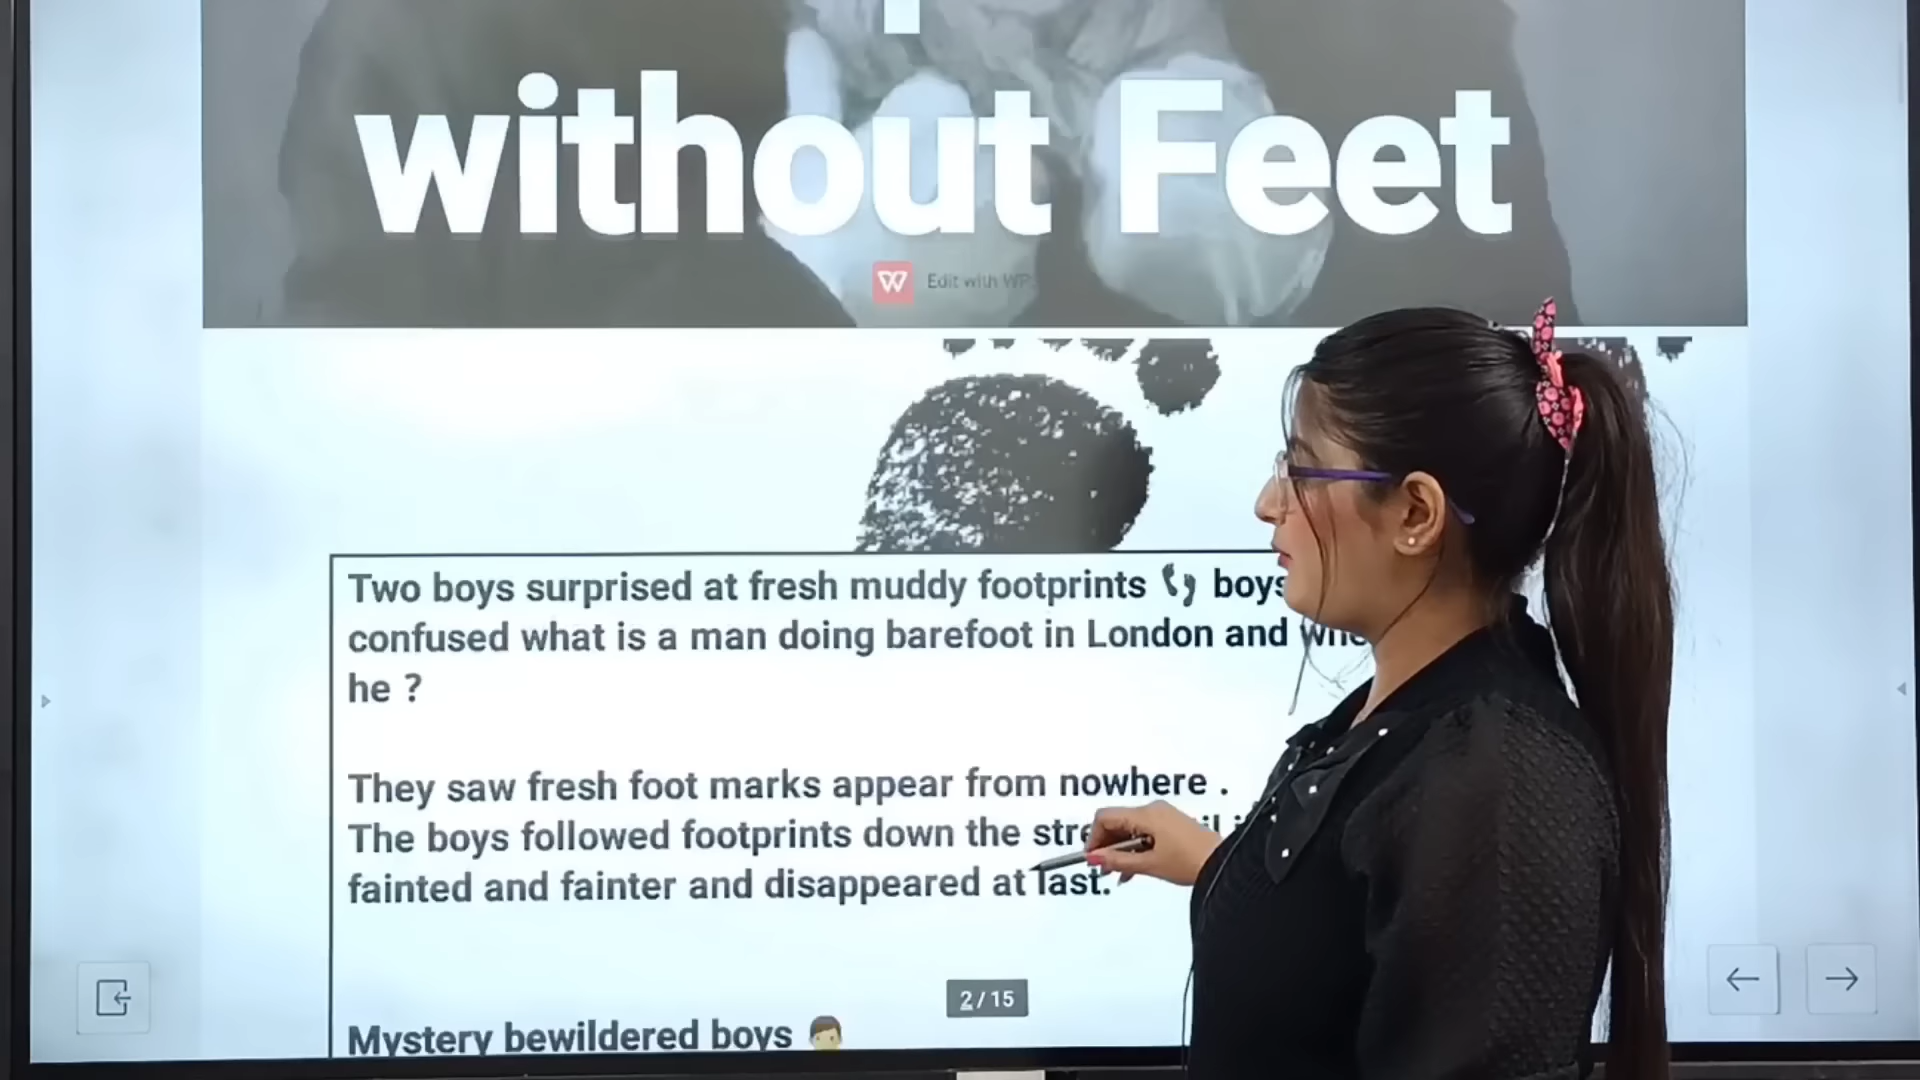 without Feet
Edit with WP
Two boys surprised at fresh muddy footprints boys
confused what is a man doing barefoot in London and
he ?
They saw fresh foot marks appear from nowhere .
The boys followed footprints down the
fainted and fainter and disappeared at last.
2 / 15
Mystery bewildered boys